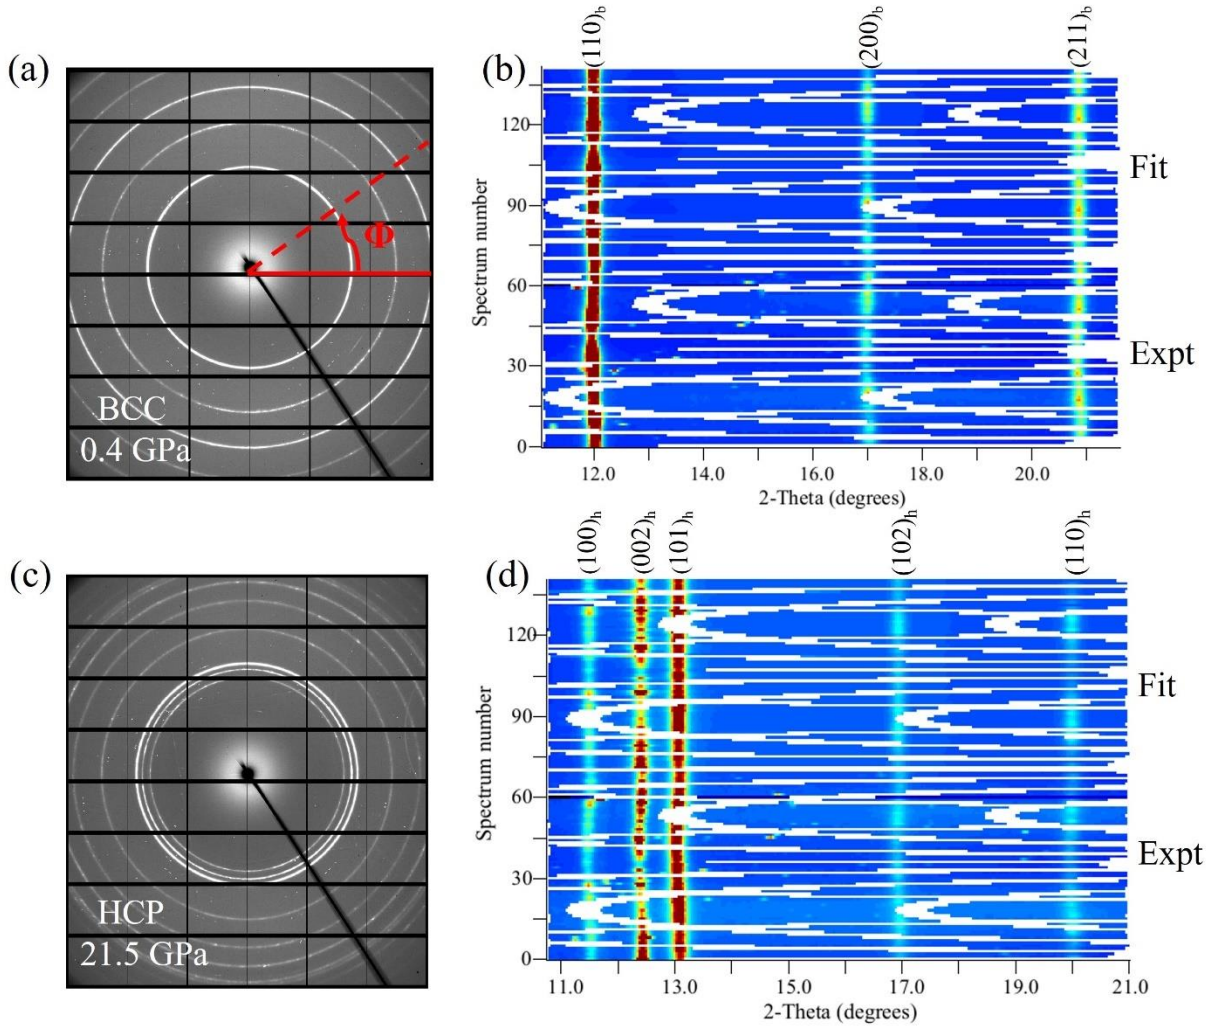 (a)
BCC
0.4 GPa
Φ
(b)
(110)b
(200)b
(211)b
Spectrum number
120
90
60
30
0
12.0 14.0 16.0 18.0 20.0
2-Theta (degrees)
Fit
Expt
(c)
HCP
21.5 GPa
(d)
(100)h
(002)h
(101)h
(102)h
(110)h
Spectrum number
120
90
60
30
0
11.0 13.0 15.0 17.0 19.0 21.0
2-Theta (degrees)
Fit
Expt